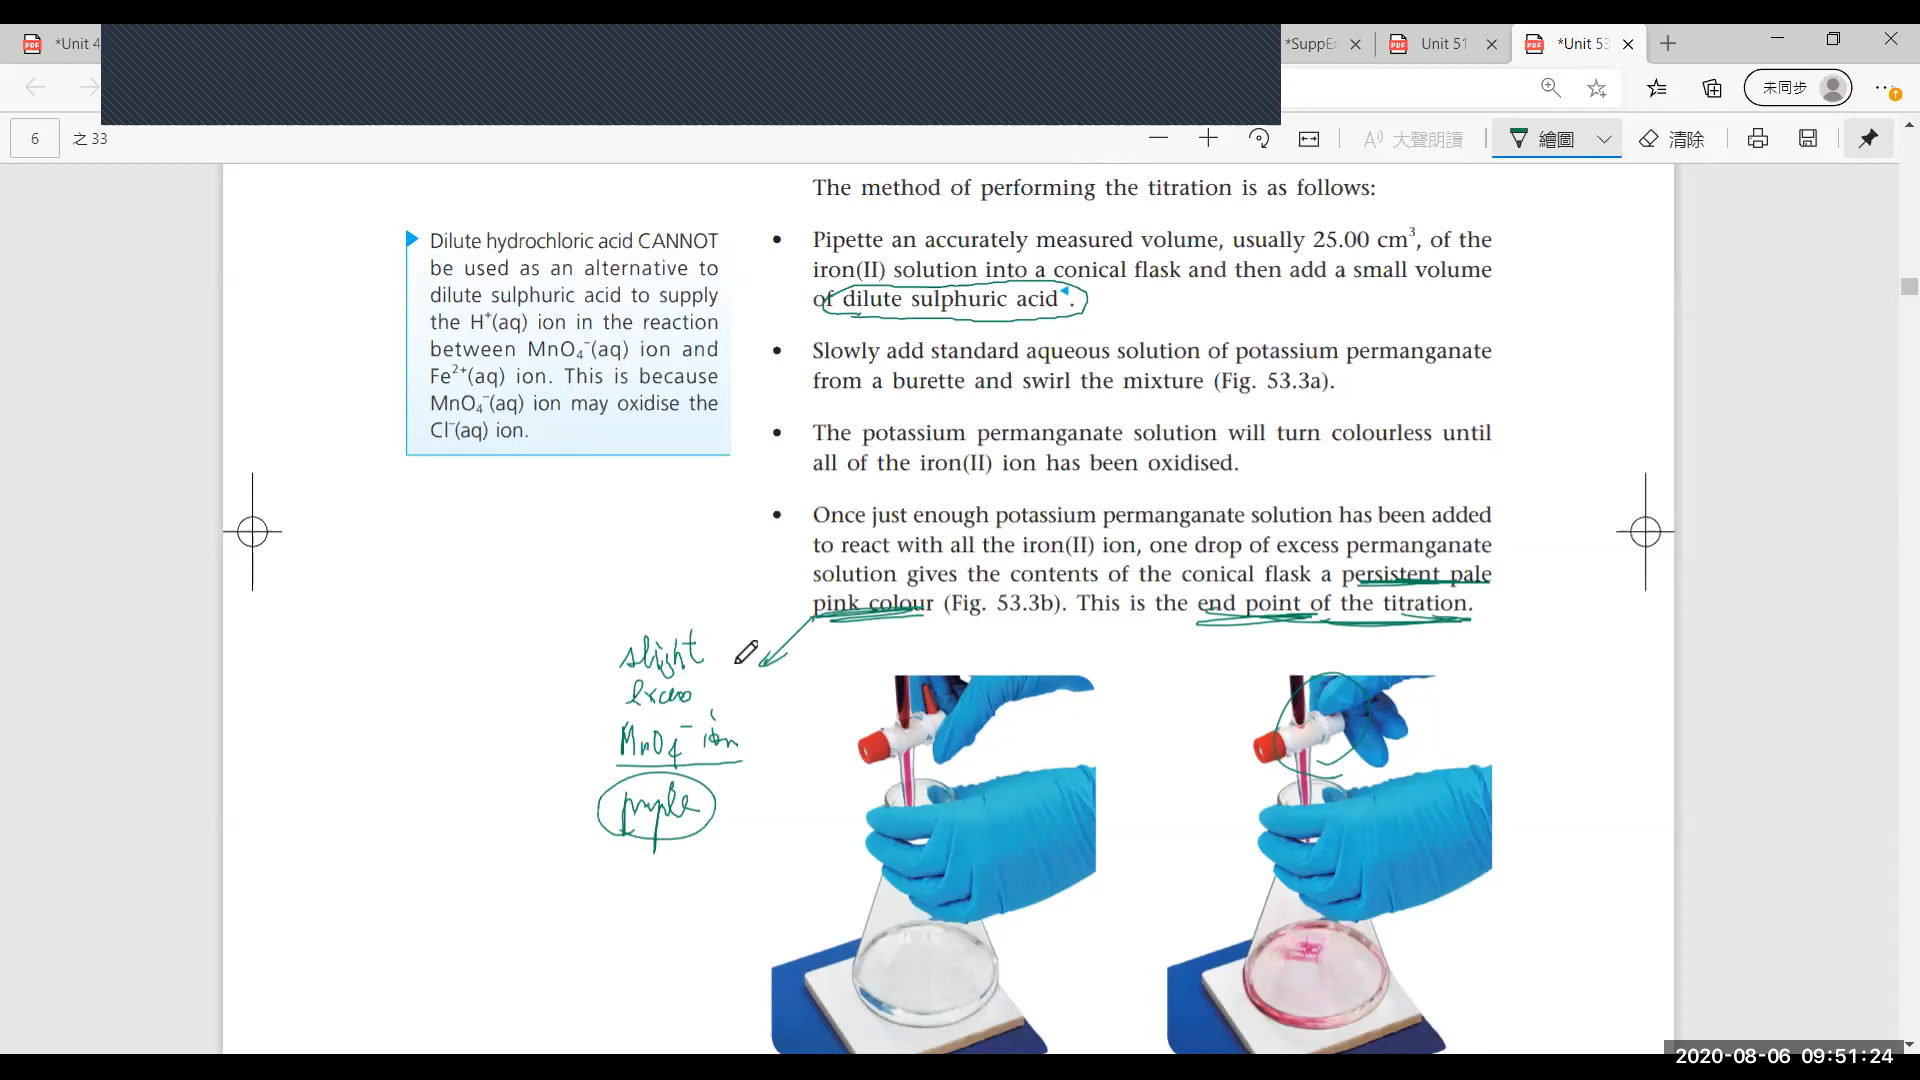 *Unit 4
*SuppE
Unit 51
*Unit 53
未同步
6 之 33
大聲朗讀
繪圖
清除
The method of performing the titration is as follows:
Dilute hydrochloric acid CANNOT
be used as an alternative to
dilute sulphuric acid to supply
the H⁺(aq) ion in the reaction
between MnO₄⁻(aq) ion and
Fe²⁺(aq) ion. This is because
MnO₄⁻(aq) ion may oxidise the
Cl⁻(aq) ion.
• Pipette an accurately measured volume, usually 25.00 cm³, of the
iron(II) solution into a conical flask and then add a small volume
of dilute sulphuric acid.
• Slowly add standard aqueous solution of potassium permanganate
from a burette and swirl the mixture (Fig. 53.3a).
• The potassium permanganate solution will turn colourless until
all of the iron(II) ion has been oxidised.
• Once just enough potassium permanganate solution has been added
to react with all the iron(II) ion, one drop of excess permanganate
solution gives the contents of the conical flask a persistent pale
pink colour (Fig. 53.3b). This is the end point of the titration.
slight
excess
MnO₄⁻ ion
purple
2020-08-06 09:51:24